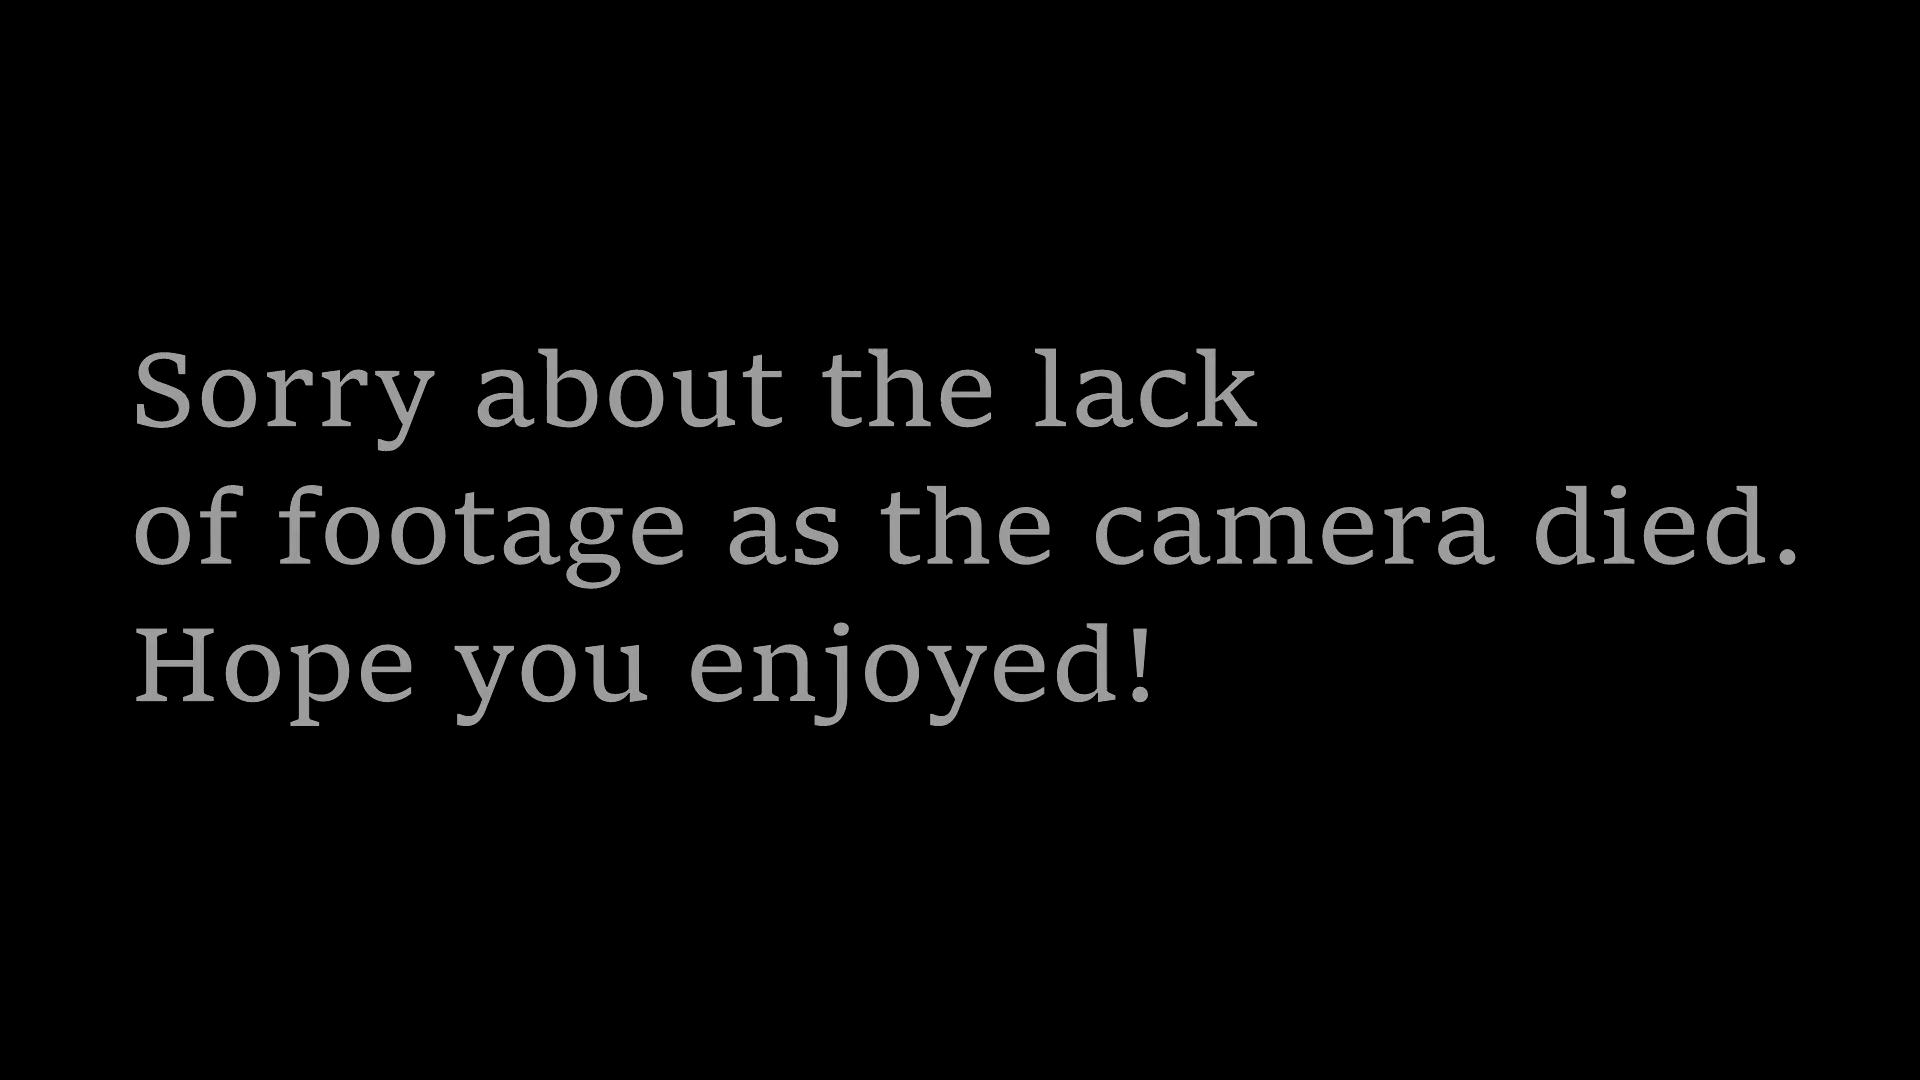 Sorry about the lack
of footage as the camera died.
Hope you enjoyed!